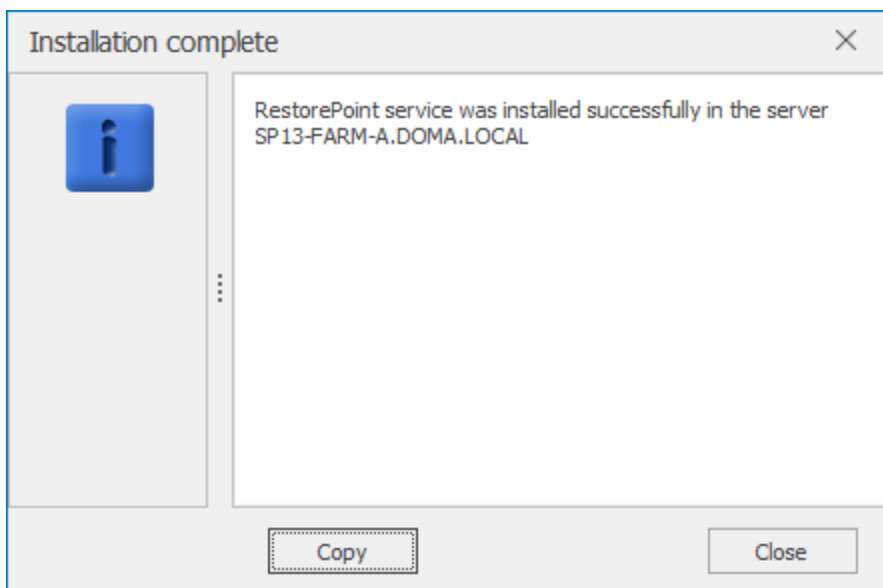 Installation complete
RestorePoint service was installed successfully in the server
SP13-FARM-A.DOMA.LOCAL
Copy
Close